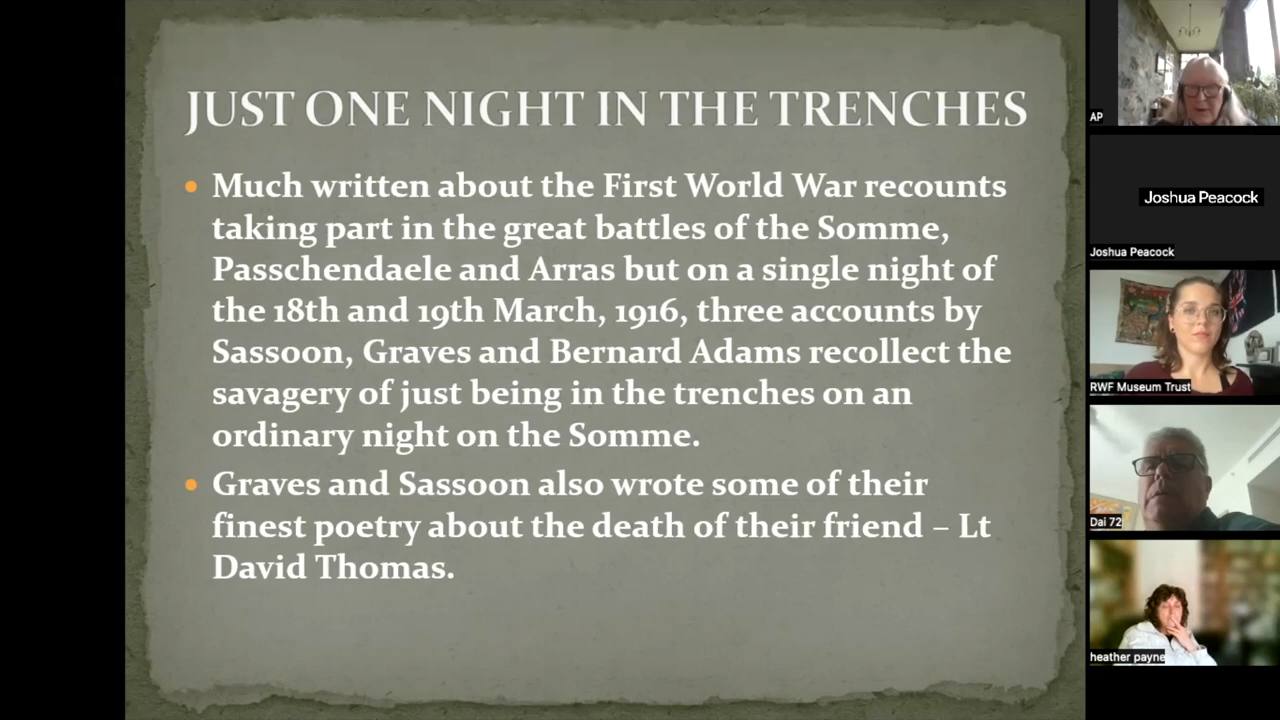 JUST ONE NIGHT IN THE TRENCHES
Much written about the First World War recounts
taking part in the great battles of the Somme,
Passchendaele and Arras but on a single night of
the 18th and 19th March, 1916, three accounts by
Sassoon, Graves and Bernard Adams recollect the
savagery of just being in the trenches on an
ordinary night on the Somme.
Graves and Sassoon also wrote some of their
finest poetry about the death of their friend – Lt
David Thomas.
AP
Joshua Peacock
Joshua Peacock
RWF Museum Trust
Dai 72
heather payne